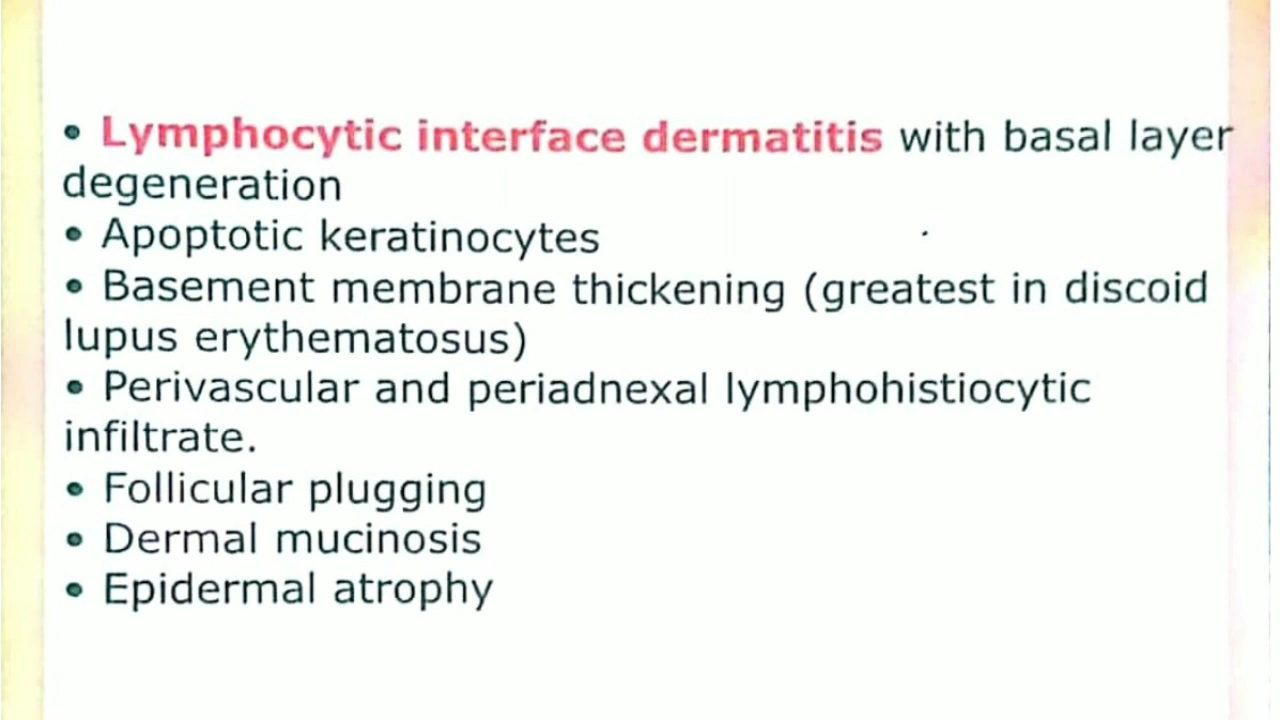 • Lymphocytic interface dermatitis with basal layer
degeneration
• Apoptotic keratinocytes
• Basement membrane thickening (greatest in discoid
lupus erythematosus)
• Perivascular and periadnexal lymphohistiocytic
infiltrate.
• Follicular plugging
• Dermal mucinosis
• Epidermal atrophy